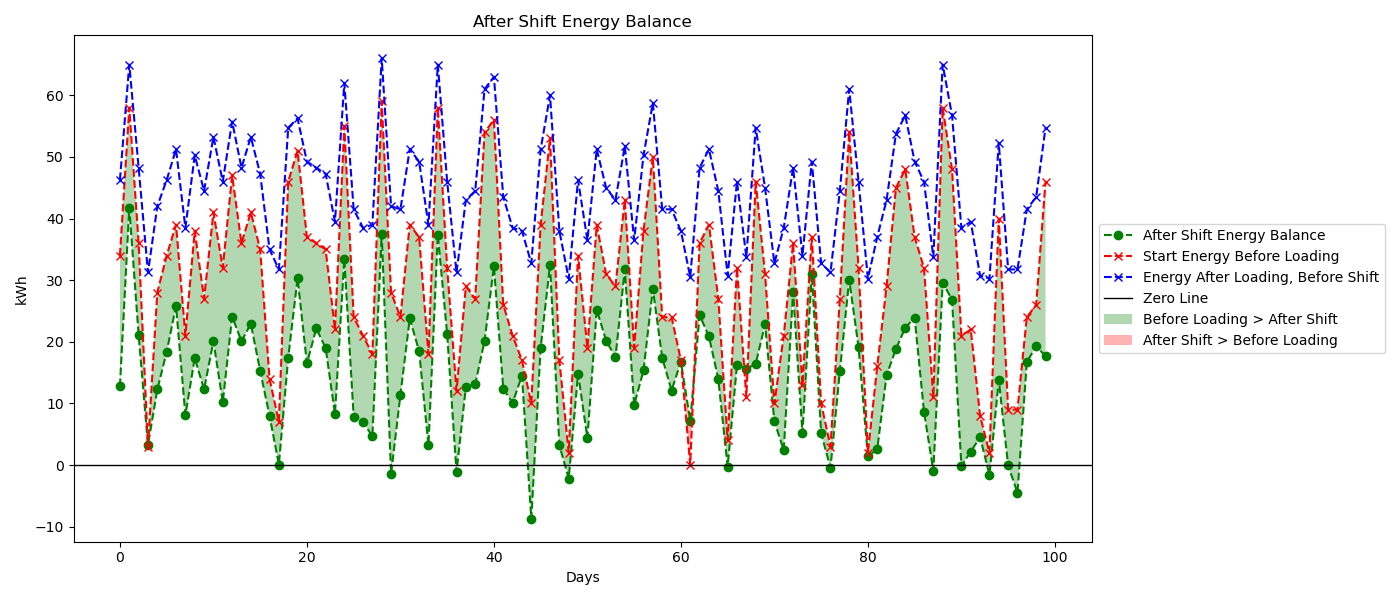 After Shift Energy Balance
kWh
60
50
40
30
20
10
0
−10
0 20 40 60 80 100
Days
After Shift Energy Balance
Start Energy Before Loading
Energy After Loading, Before Shift
Zero Line
Before Loading > After Shift
After Shift > Before Loading